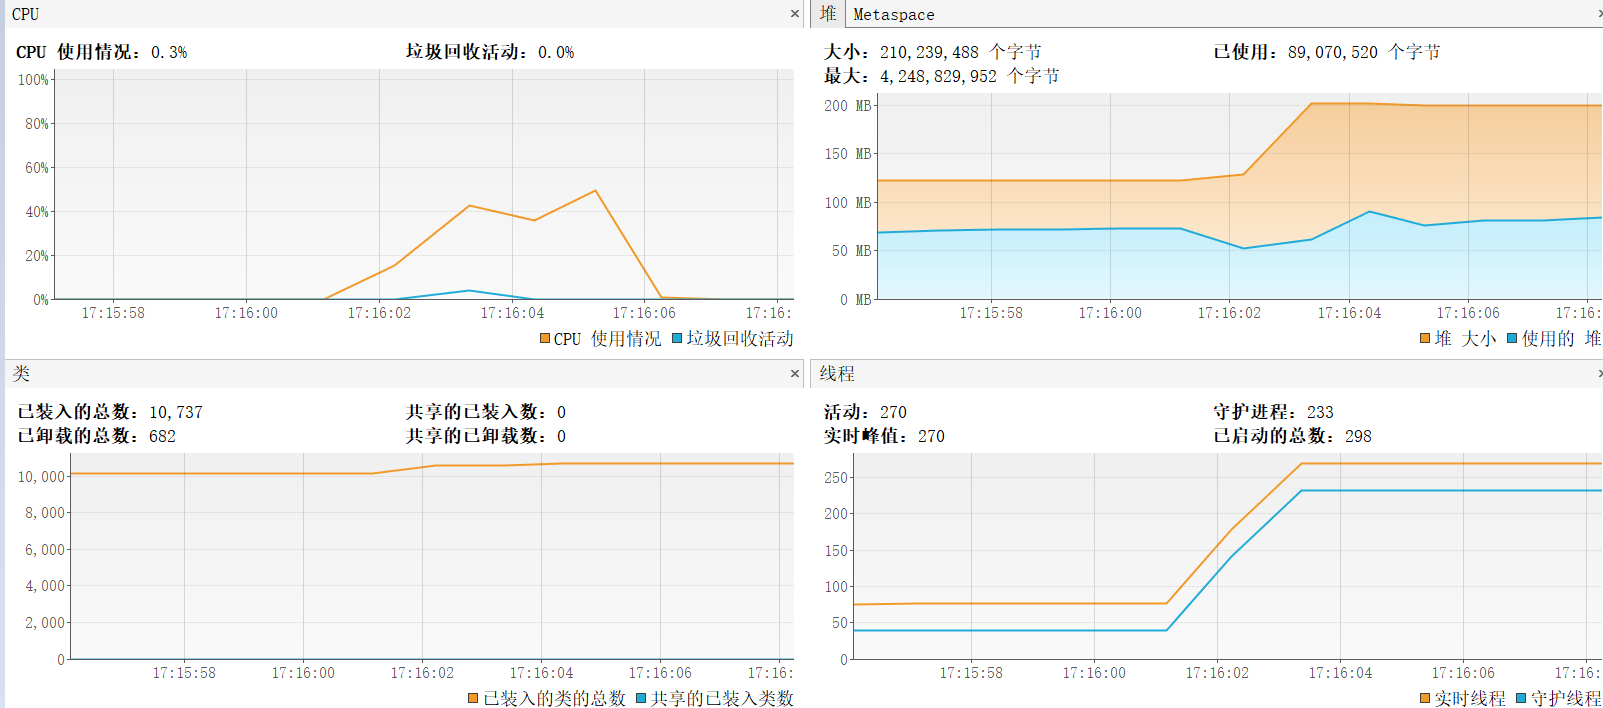 CPU ×
CPU 使用情况：0.3% 垃圾回收活动：0.0%
100%
80%
60%
40%
20%
0%
17:15:58 17:16:00 17:16:02 17:16:04 17:16:06 17:16:
CPU 使用情况 垃圾回收活动
堆 Metaspace
大小：210,239,488 个字节 已使用：89,070,520 个字节
最大：4,248,829,952 个字节
200 MB
150 MB
100 MB
50 MB
0 MB
17:15:58 17:16:00 17:16:02 17:16:04 17:16:06 17:16:
堆 大小 使用的 堆
类 ×
已装入的总数：10,737 共享的已装入数：0
已卸载的总数：682 共享的已卸载数：0
10,000
8,000
6,000
4,000
2,000
0
17:15:58 17:16:00 17:16:02 17:16:04 17:16:06 17:16:
已装入的类的总数 共享的已装入类数
线程
活动：270 守护进程：233
实时峰值：270 已启动的总数：298
250
200
150
100
50
0
17:15:58 17:16:00 17:16:02 17:16:04 17:16:06 17:16:
实时线程 守护线程